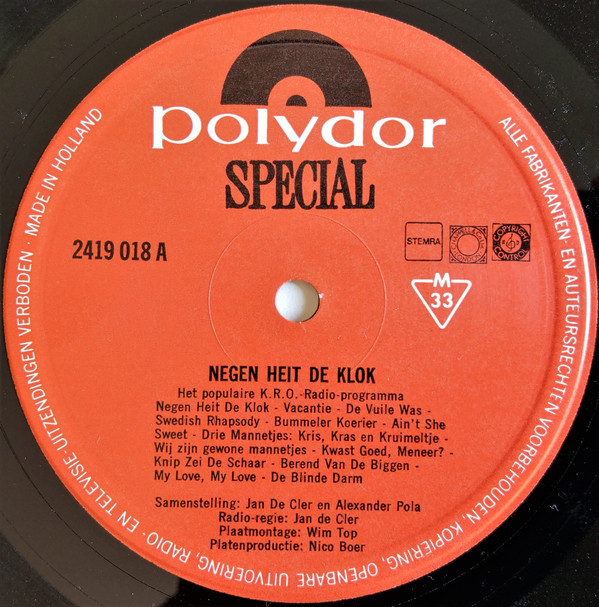 polydor
SPECIAL
2419 018 A
STEMRA
COPYRIGHT
CONTROL
M
33
NEGEN HEIT DE KLOK
Het populaire K.R.O.-Radio-programma
Negen Heit De Klok - Vacantie - De Vuile Was -
Swedish Rhapsody - Bummeler Koerier - Ain't She
Sweet - Drie Mannetjes: Kris, Kras en Kruimeltje -
Wij zijn gewone mannetjes - Kwast Goed, Meneer? -
Knip Zei De Schaar - Berend Van De Biggen -
My Love, My Love - De Blinde Darm
Samenstelling: Jan De Cler en Alexander Pola
Radio-regie: Jan de Cler
Plaatmontage: Wim Top
Platenproductie: Nico Boer
ALLE FABRIKANTEN- EN AUTEURSRECHTEN VOORBEHOUDEN, KOPIËRING, OPENBARE UITVOERING, RADIO- EN TELEVISIE-UITZENDINGEN VERBODEN · MADE IN HOLLAND